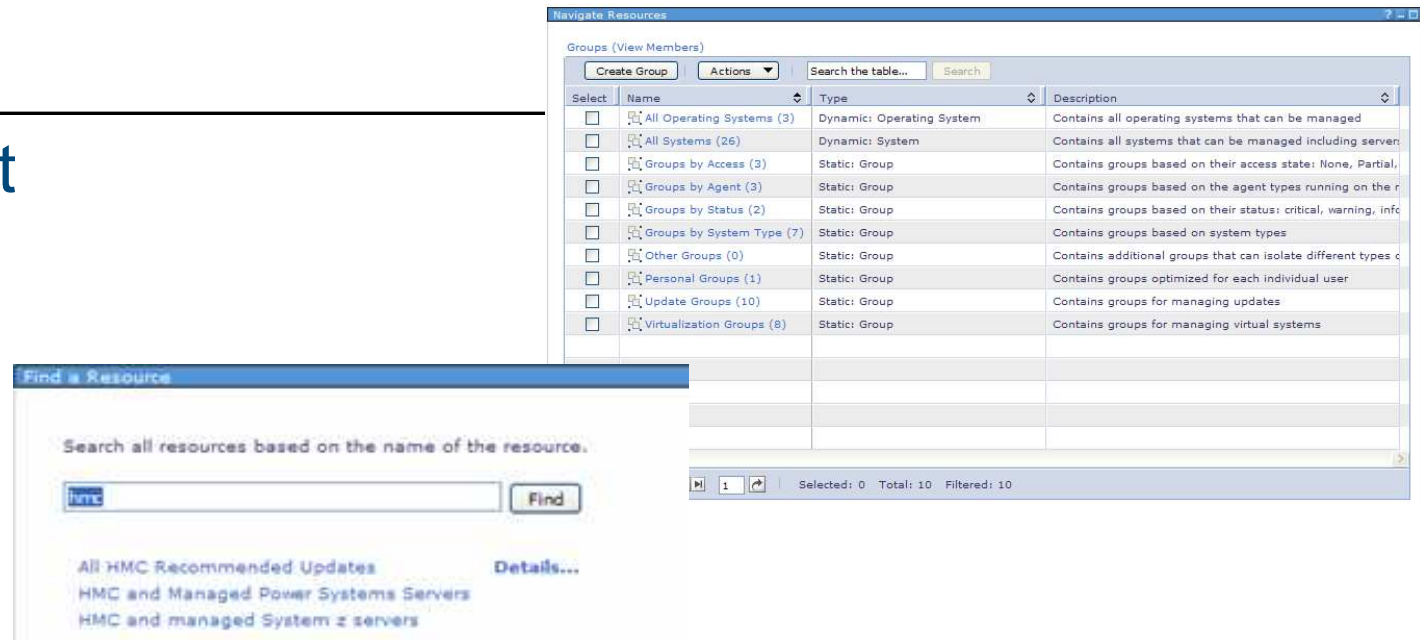 t
Navigate Resources
Groups (View Members)
Create Group Actions Search the table... Search
Select Name Type Description
All Operating Systems (3) Dynamic: Operating System Contains all operating systems that can be managed
All Systems (26) Dynamic: System Contains all systems that can be managed including server
Groups by Access (3) Static: Group Contains groups based on their access state: None, Partial,
Groups by Agent (3) Static: Group Contains groups based on the agent types running on the
Groups by Status (2) Static: Group Contains groups based on their status: critical, warning, info
Groups by System Type (7) Static: Group Contains groups based on system types
Other Groups (0) Static: Group Contains additional groups that can isolate different types
Personal Groups (1) Static: Group Contains groups optimized for each individual user
Update Groups (10) Static: Group Contains groups for managing updates
Virtualization Groups (8) Static: Group Contains groups for managing virtual systems
1 Selected: 0 Total: 10 Filtered: 10
Find a Resource
Search all resources based on the name of the resource.
hmc Find
All HMC Recommended Updates Details...
HMC and Managed Power Systems Servers
HMC and managed System z servers